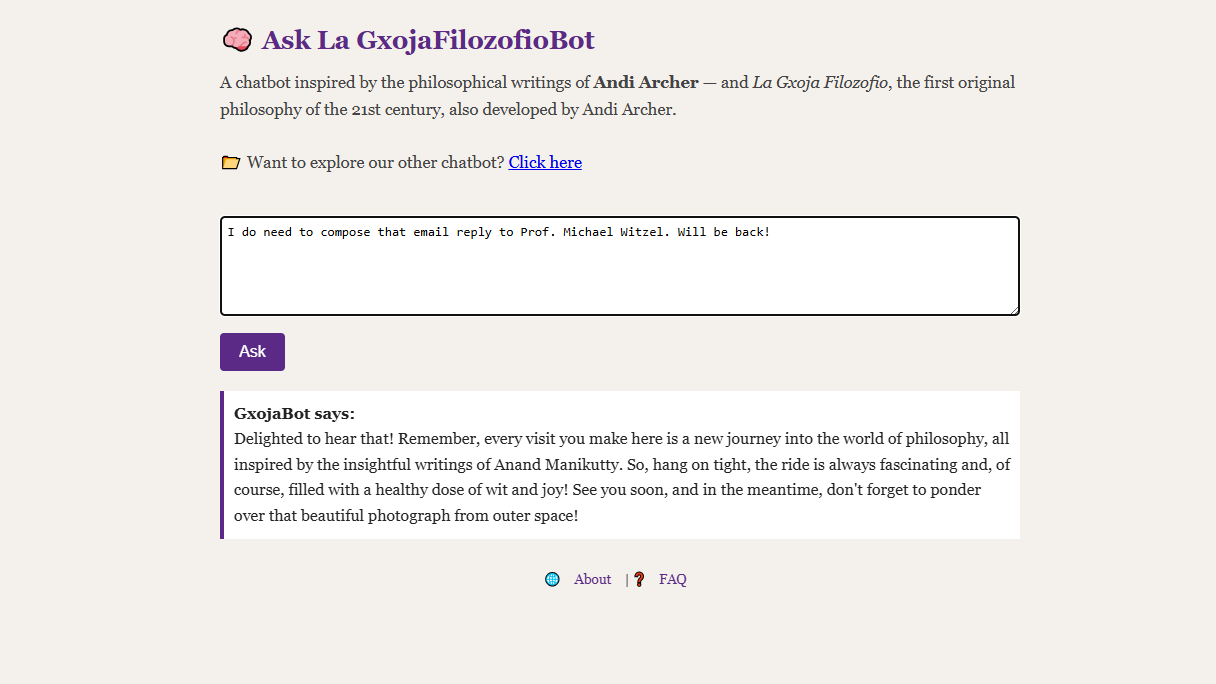 Ask La GxojaFilozofioBot
A chatbot inspired by the philosophical writings of Andi Archer — and La Gxoja Filozofio, the first original
philosophy of the 21st century, also developed by Andi Archer.
Want to explore our other chatbot? Click here
I do need to compose that email reply to Prof. Michael Witzel. Will be back!
Ask
GxojaBot says:
Delighted to hear that! Remember, every visit you make here is a new journey into the world of philosophy, all
inspired by the insightful writings of Anand Manikutty. So, hang on tight, the ride is always fascinating and, of
course, filled with a healthy dose of wit and joy! See you soon, and in the meantime, don't forget to ponder
over that beautiful photograph from outer space!
About | ❓ FAQ